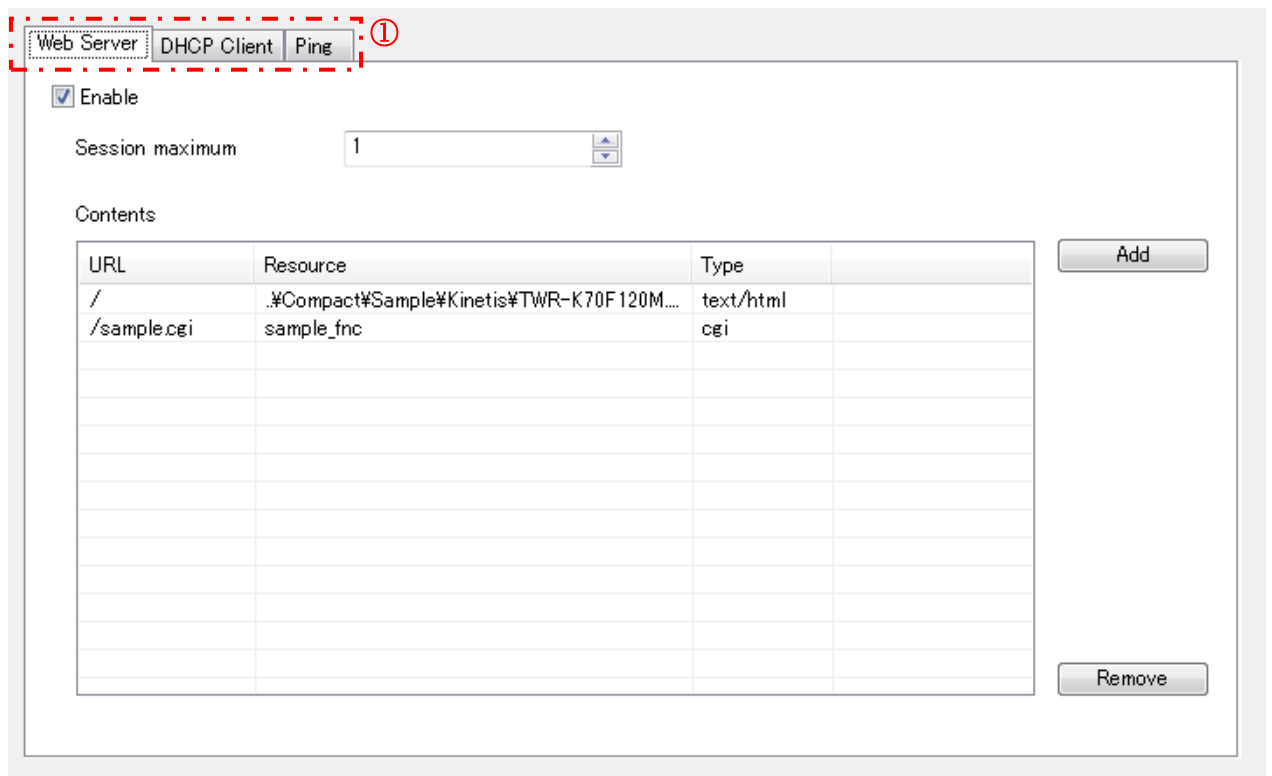 Web Server DHCP Client Ping ①
Enable
Session maximum 1
Contents
URL Resource Type
/ ..¥Compact¥Sample¥Kinetis¥TWR-K70F120M.... text/html
/sample.cgi sample_fnc cgi
Add
Remove